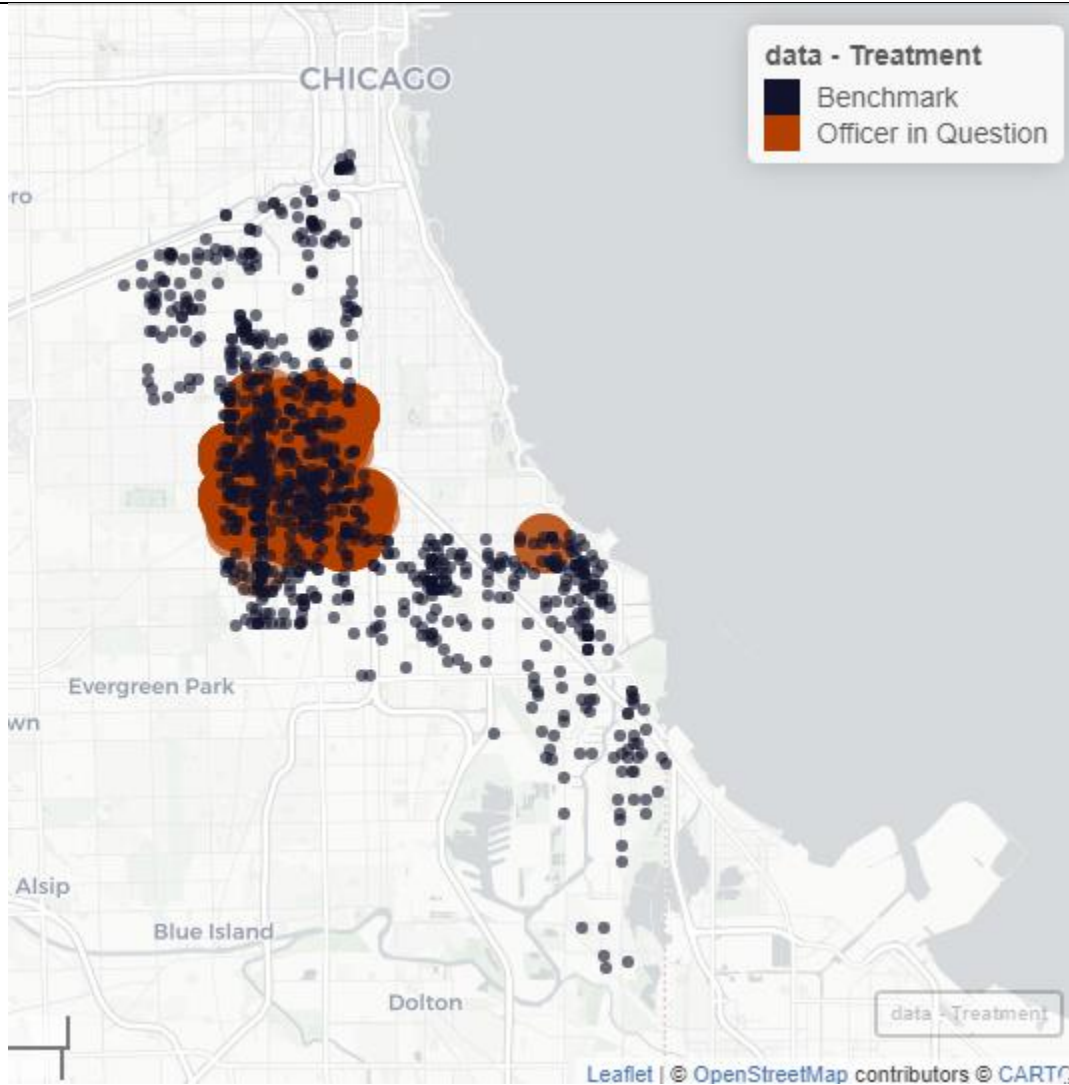 CHICAGO
data - Treatment
Benchmark
Officer in Question
ro
Evergreen Park
wn
Alsip
Blue Island
Dolton
data - Treatment
Leaflet | © OpenStreetMap contributors © CARTO